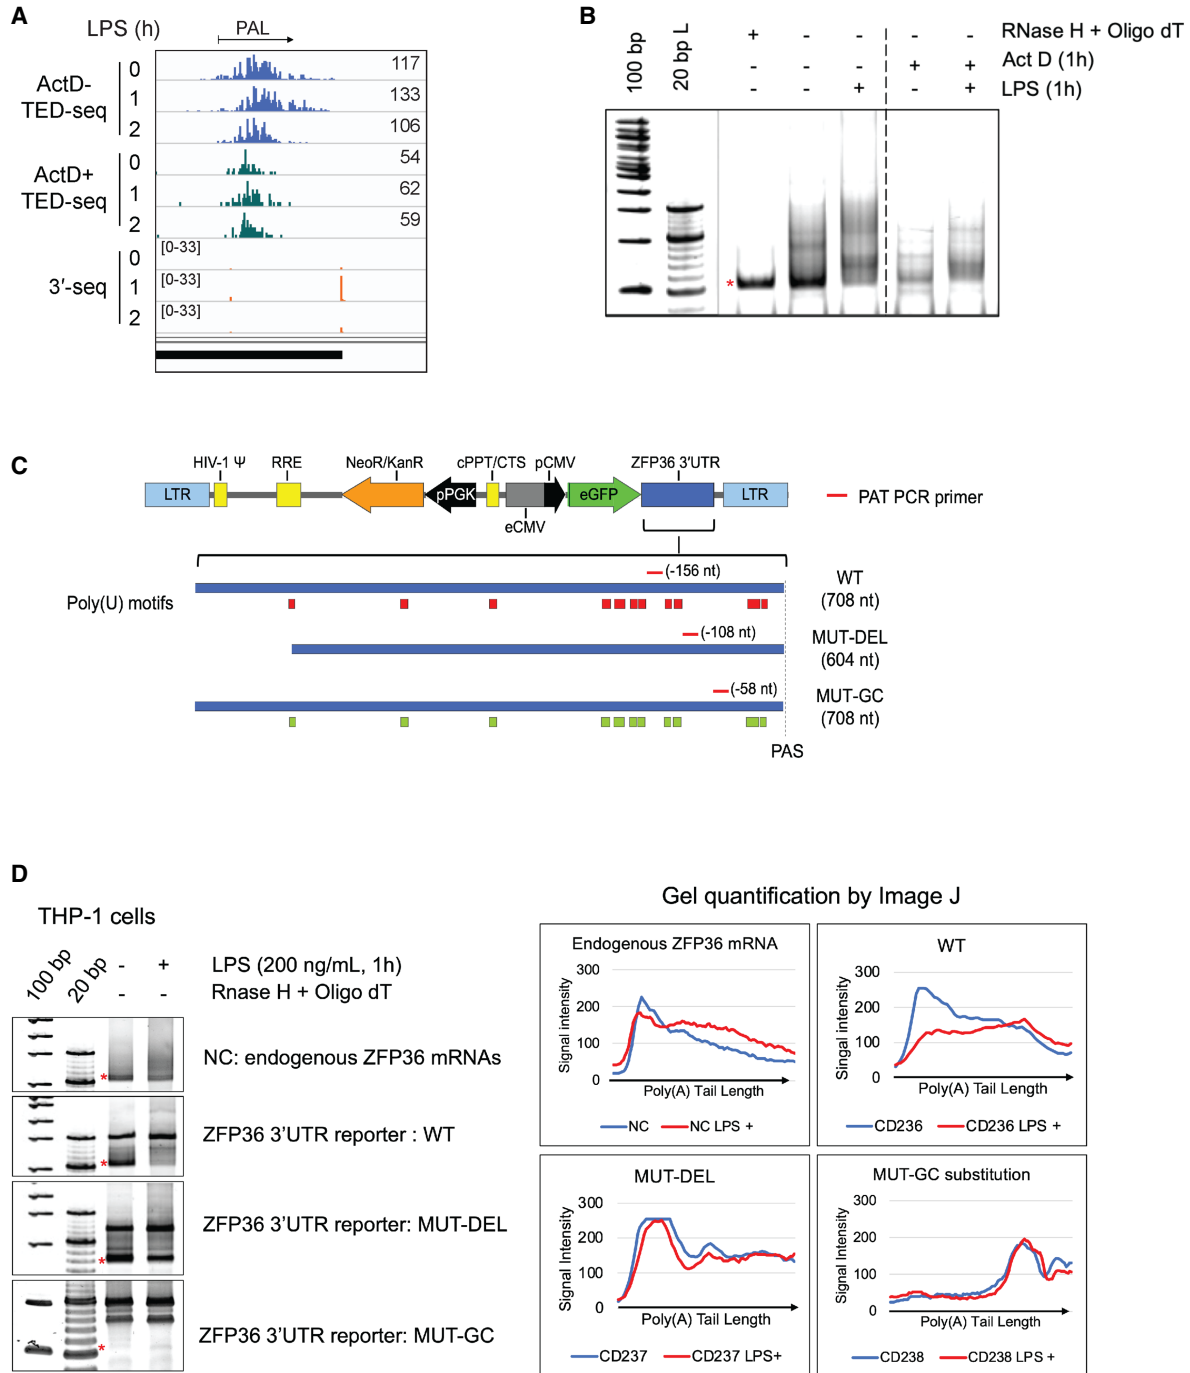 A
LPS (h)
PAL
ActD-
TED-seq
0
117
1
133
2
106
ActD+
TED-seq
0
54
1
62
2
59
3′-seq
0
[0-33]
1
[0-33]
2
[0-33]
B
100 bp
20 bp L
+ - - - - RNase H + Oligo dT
- - - + + Act D (1h)
- - + - + LPS (1h)
*
C
HIV-1 Ψ RRE NeoR/KanR cPPT/CTS pCMV ZFP36 3′UTR
LTR pPGK eGFP LTR
eCMV
PAT PCR primer
(-156 nt)
WT
(708 nt)
Poly(U) motifs
(-108 nt)
MUT-DEL
(604 nt)
(-58 nt)
MUT-GC
(708 nt)
PAS
D
THP-1 cells
100 bp
20 bp
- + LPS (200 ng/mL, 1h)
- - Rnase H + Oligo dT
* NC: endogenous ZFP36 mRNAs
* ZFP36 3'UTR reporter : WT
* ZFP36 3'UTR reporter: MUT-DEL
* ZFP36 3'UTR reporter: MUT-GC
Gel quantification by Image J
Endogenous ZFP36 mRNA
Signal intensity
300
200
100
0
Poly(A) Tail Length
NC NC LPS +
WT
Singal intensity
300
200
100
0
Poly(A) Tail Length
CD236 CD236 LPS +
MUT-DEL
Signal Intensity
300
200
100
0
Poly(A) Tail Length
CD237 CD237 LPS+
MUT-GC substitution
Signal Intensity
300
200
100
0
Poly(A) Tail Length
CD238 CD238 LPS +